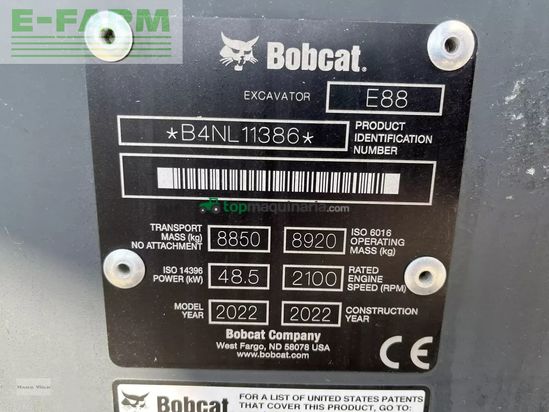 E-FARM
Bobcat.
EXCAVATOR E88
*B4NL11386* PRODUCT IDENTIFICATION NUMBER
topmaquinaria.com
TRANSPORT MASS (kg) NO ATTACHMENT 8850 8920 ISO 6016 OPERATING MASS (kg)
ISO 14396 POWER (kW) 48.5 2100 RATED ENGINE SPEED (RPM)
MODEL YEAR 2022 2022 CONSTRUCTION YEAR
Bobcat Company
West Fargo, ND 58078 USA
www.bobcat.com
CE
Bobcat
FOR A LIST OF UNITED STATES PATENTS
THAT COVER THIS PRODUCT, GO TO: